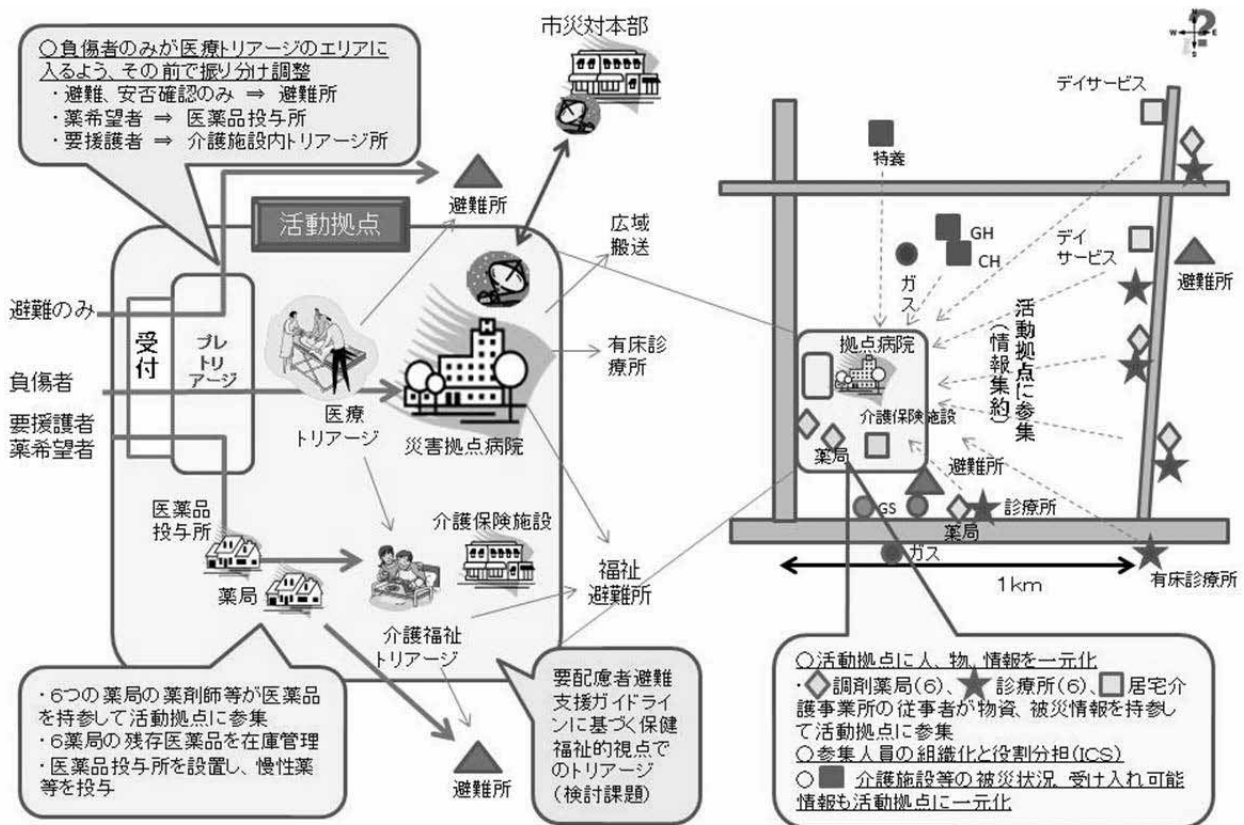 ○負傷者のみが医療トリアージのエリアに
入るよう、その前で振り分け調整
・避難、安否確認のみ ⇒ 避難所
・薬希望者 ⇒ 医薬品投与所
・要援護者 ⇒ 介護施設内トリアージ所
市災対本部
避難所
活動拠点
広域
搬送
避難のみ
受付
プレ
トリ
アージ
有床診
療所
負傷者
医療
トリアージ
災害拠点病院
要援護者
薬希望者
医薬品
投与所
介護保険施設
薬局
福祉
避難所
介護福祉
トリアージ
避難所
・6つの薬局の薬剤師等が医薬品
を持参して活動拠点に参集
・6薬局の残存医薬品を在庫管理
・医薬品投与所を設置し、慢性薬
等を投与
要配慮者避難
支援ガイドライ
ンに基づく保健
福祉的視点で
のトリアージ
(検討課題)
N
W
E
S
デイサービス
特養
GH
CH
ガス
デイ
サービス
避難所
活動拠点に参集
(情報集約)
拠点病院
介護保険施設
薬局
避難所
GS
診療所
薬局
ガス
有床診療所
1km
○活動拠点に人、物、情報を一元化
・調剤薬局(6)、診療所(6)、居宅介
護事業所の従事者が物資、被災情報を持参し
て活動拠点に参集
○参集人員の組織化と役割分担(ICS)
○ 介護施設等の被災状況、受け入れ可能
情報も活動拠点に一元化